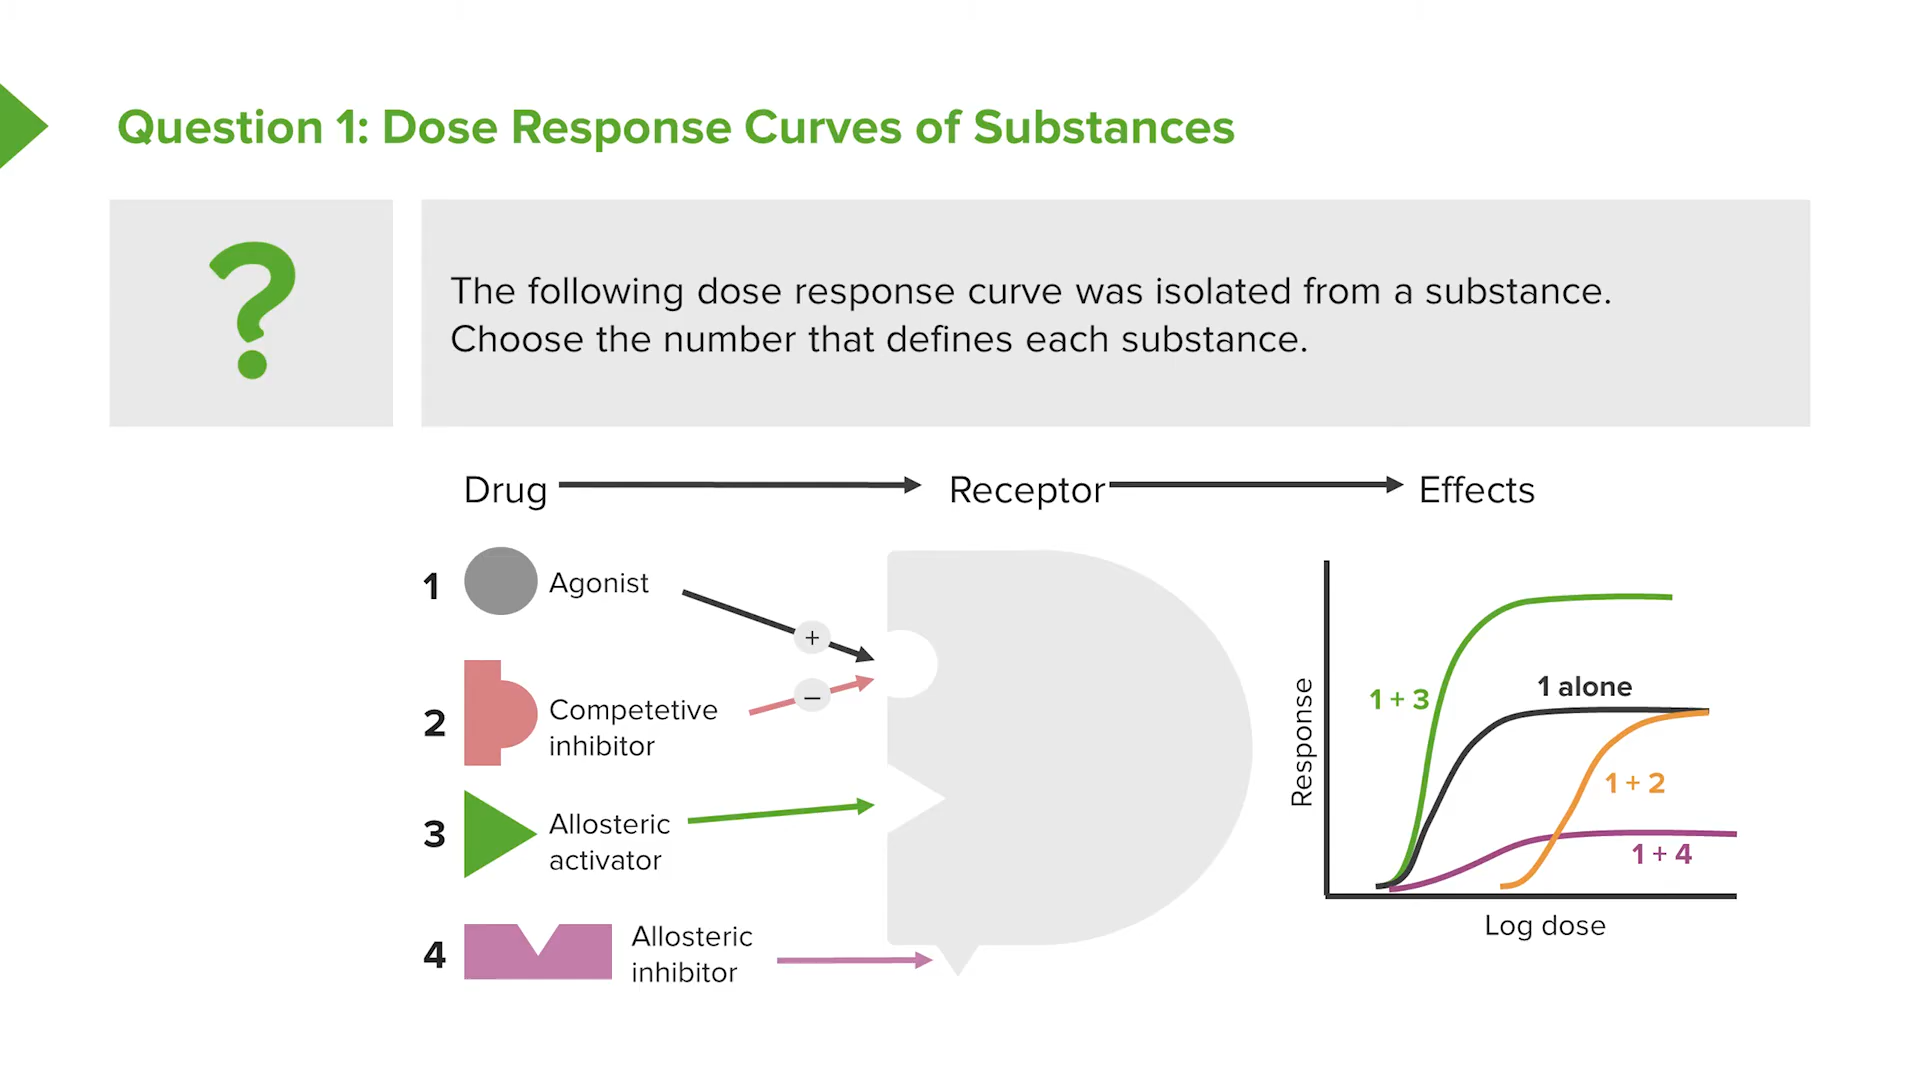 Question 1: Dose Response Curves of Substances
?
The following dose response curve was isolated from a substance.
Choose the number that defines each substance.
Drug
Receptor
Effects
1
Agonist
+
2
Competetive
inhibitor
−
3
Allosteric
activator
4
Allosteric
inhibitor
Response
1 + 3
1 alone
1 + 2
1 + 4
Log dose